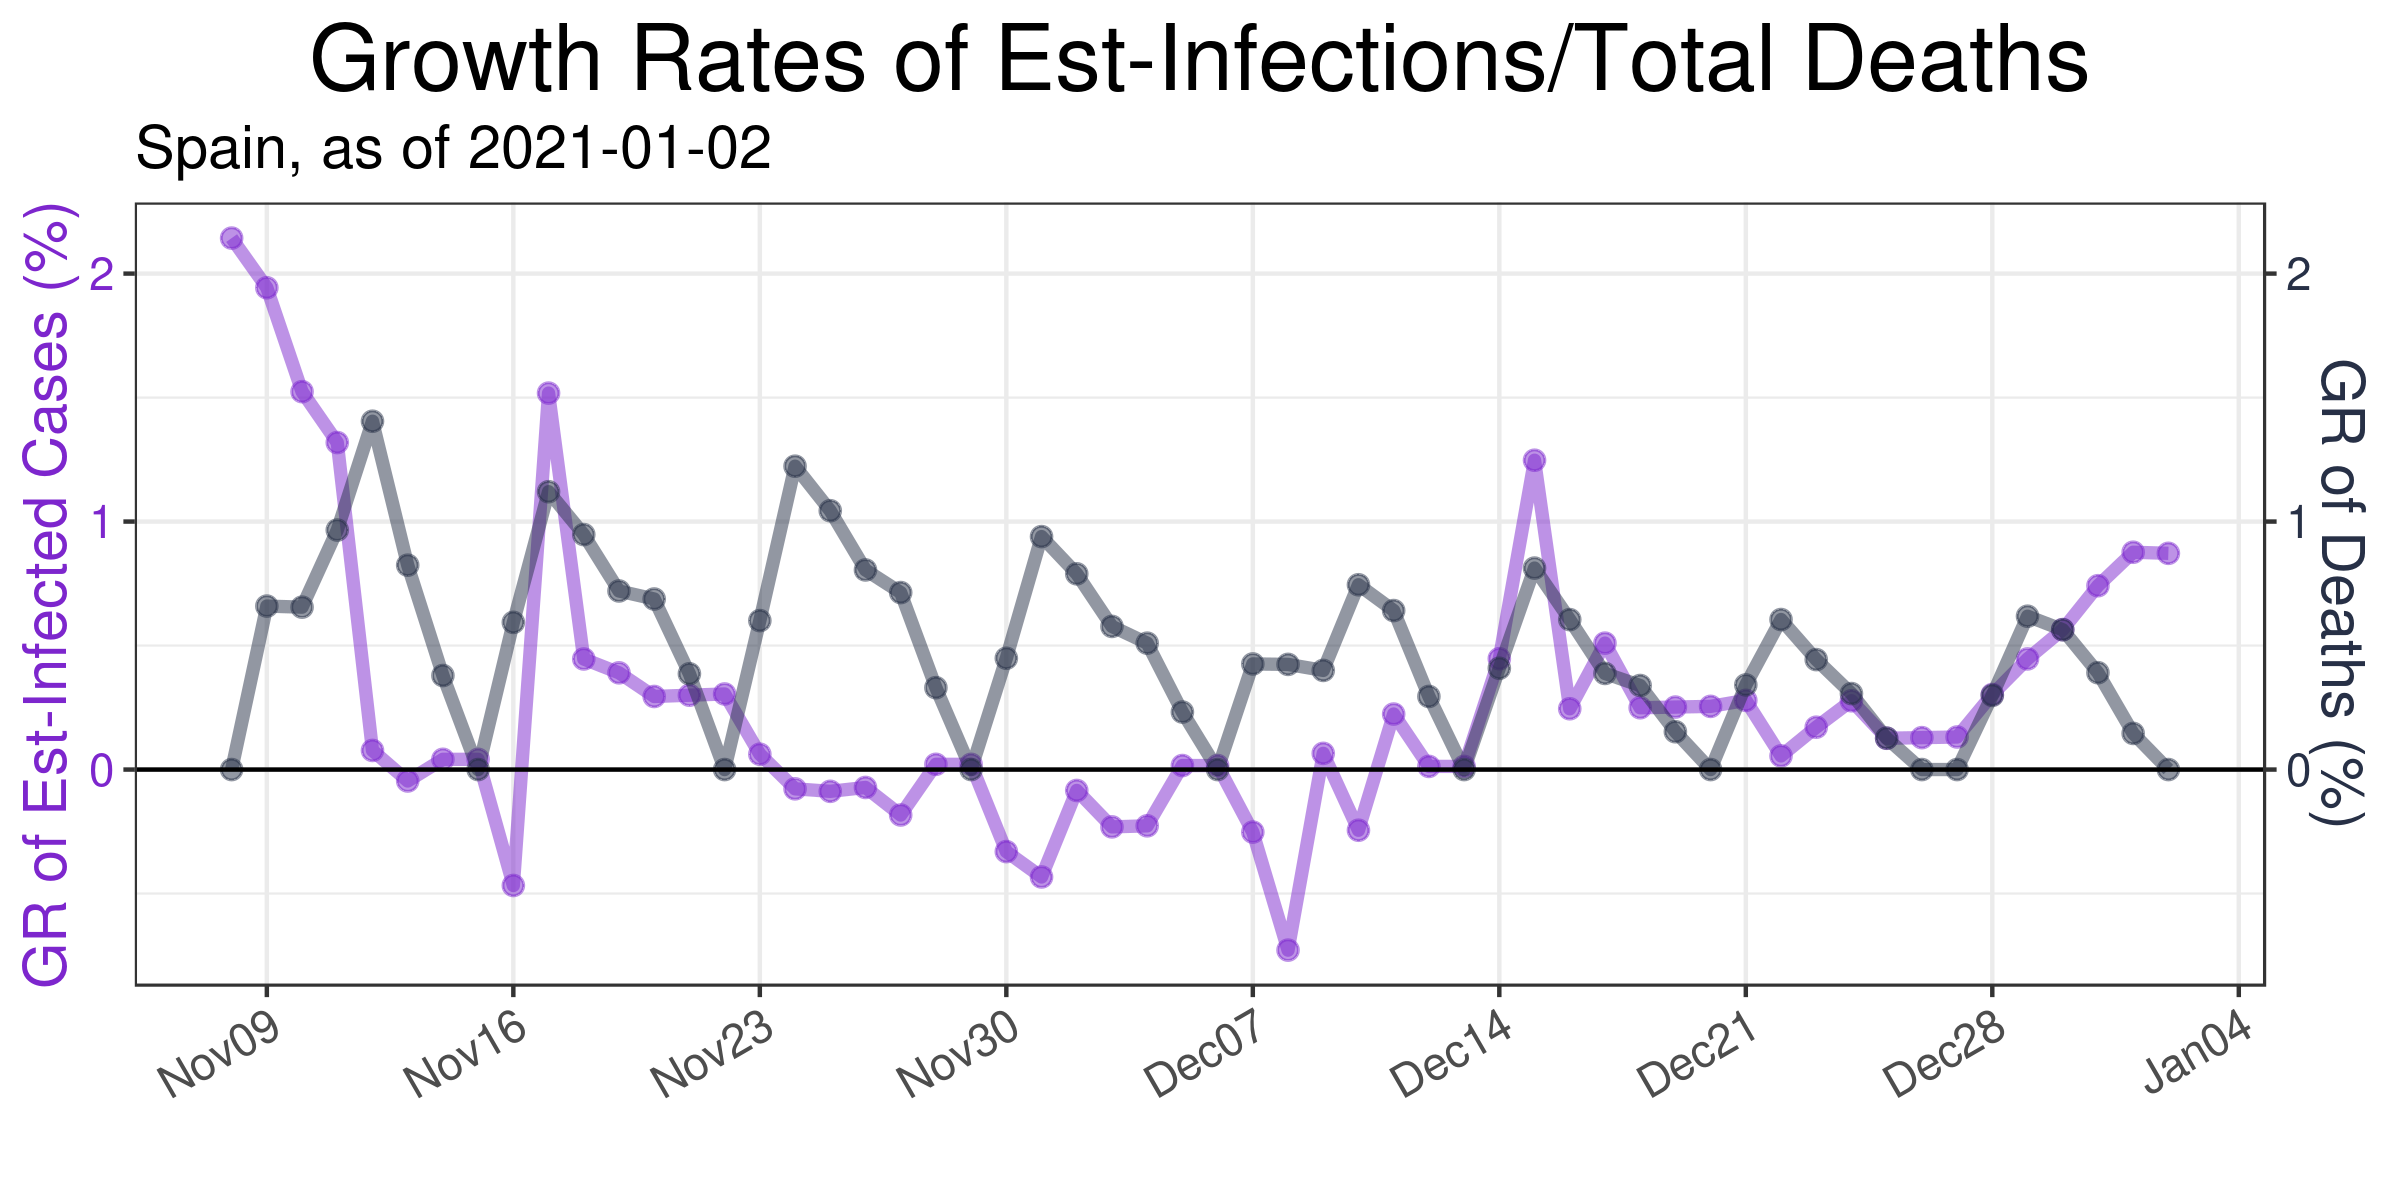 Growth Rates of Est-Infections/Total Deaths
Spain, as of 2021-01-02
GR of Est-Infected Cases (%)
2
1
0
2
1
0
GR of Deaths (%)
Nov09
Nov16
Nov23
Nov30
Dec07
Dec14
Dec21
Dec28
Jan04